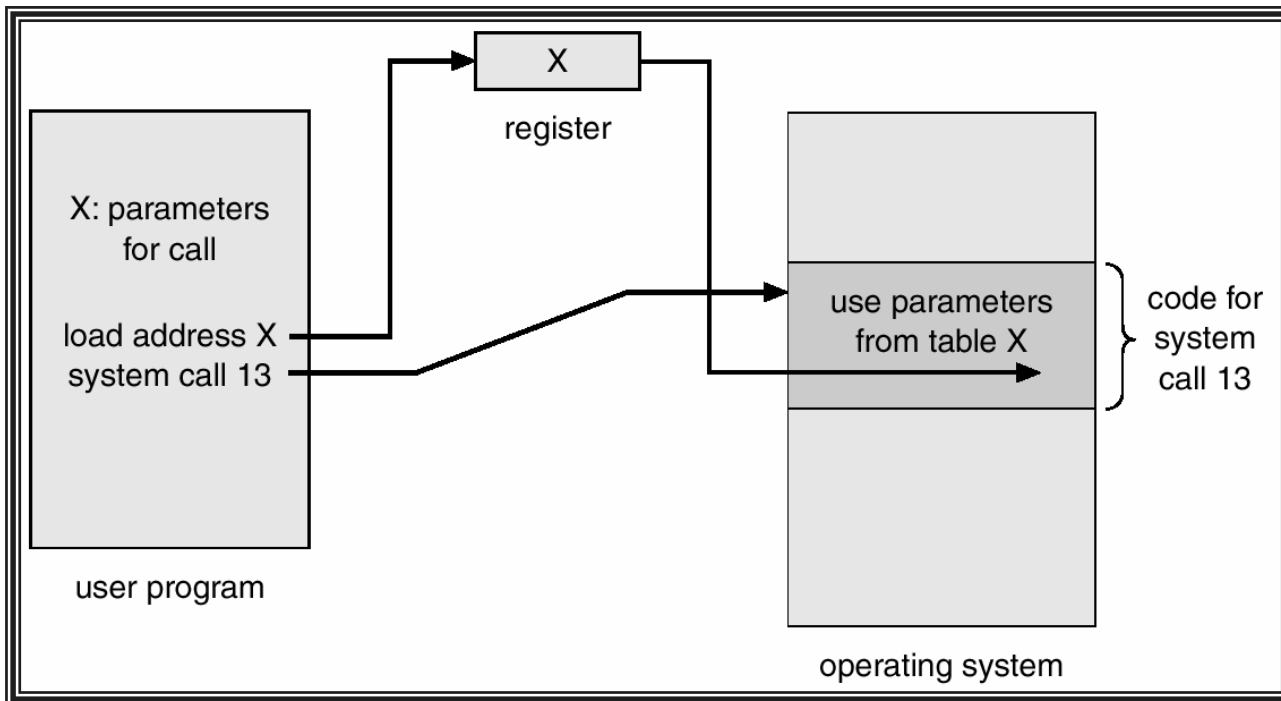 X
register
X: parameters
for call
load address X
system call 13
user program
use parameters
from table X
code for
system
call 13
operating system